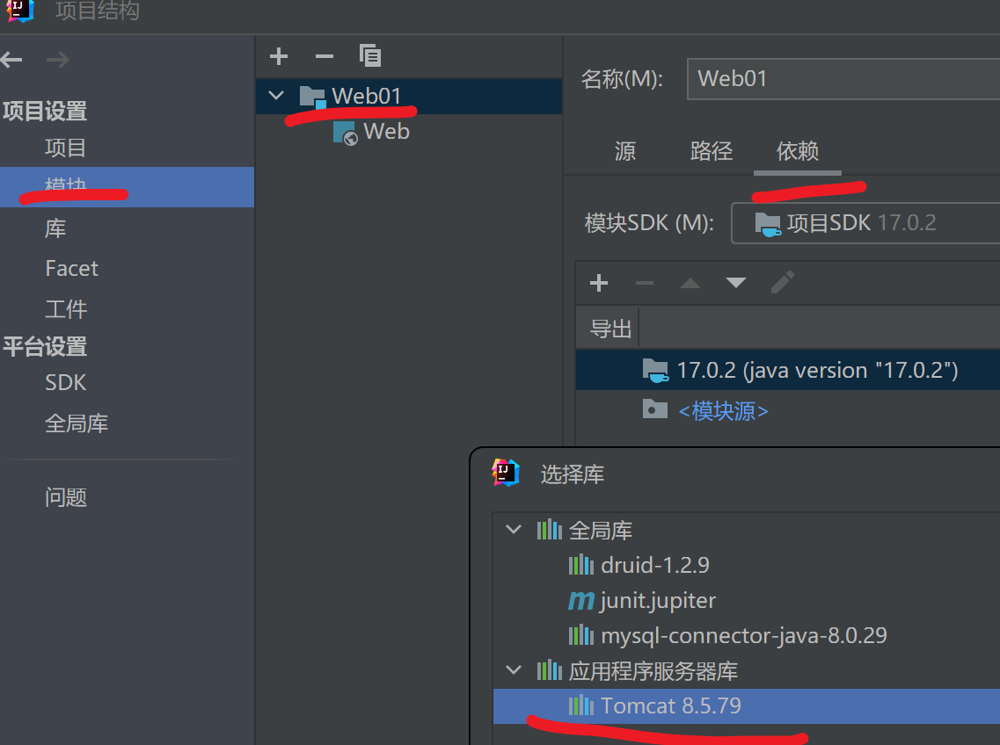 项目结构
项目设置
项目
模块
库
Facet
工件
平台设置
SDK
全局库
问题
Web01
Web
名称(M): Web01
源 路径 依赖
模块SDK (M): 项目SDK 17.0.2
导出
17.0.2 (java version "17.0.2")
<模块源>
选择库
全局库
druid-1.2.9
junit.jupiter
mysql-connector-java-8.0.29
应用程序服务器库
Tomcat 8.5.79